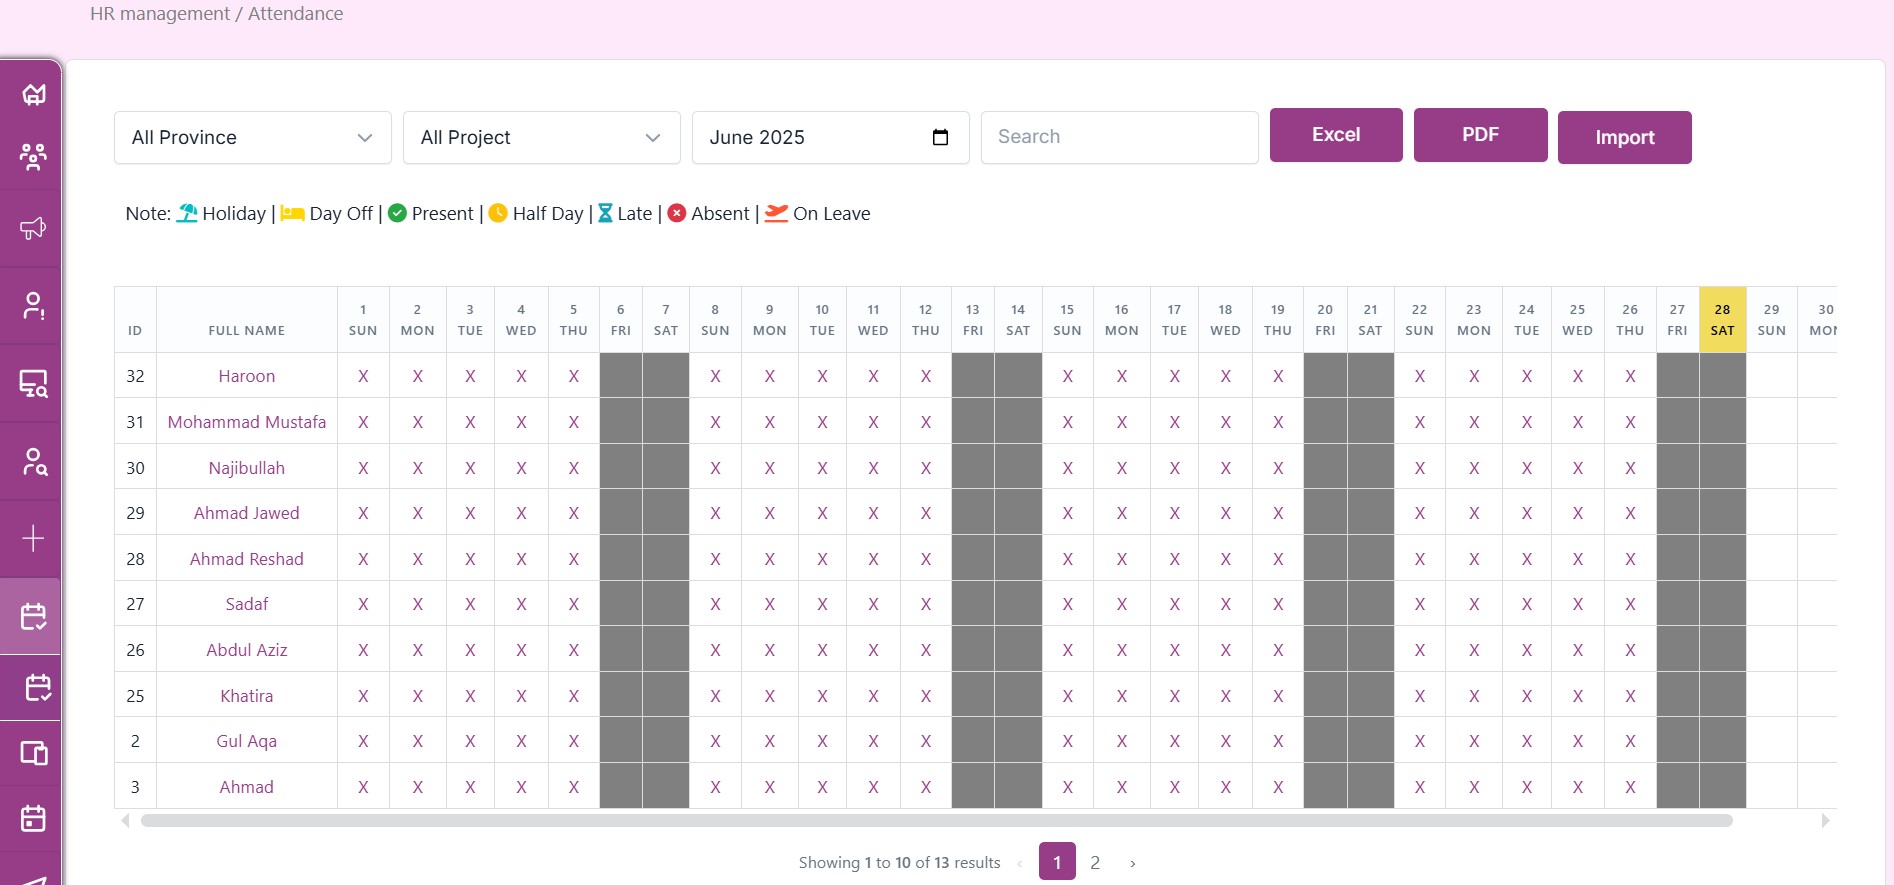 HR management / Attendance
All Province All Project June 2025 Search Excel PDF Import
Note: Holiday | Day Off | Present | Half Day | Late | Absent | On Leave
1 2 3 4 5 6 7 8 9 10 11 12 13 14 15 16 17 18 19 20 21 22 23 24 25 26 27 28 29 30
ID FULL NAME SUN MON TUE WED THU FRI SAT SUN MON TUE WED THU FRI SAT SUN MON TUE WED THU FRI SAT SUN MON TUE WED THU FRI SAT SUN MON
32 Haroon X X X X X X X X X X X X X X X X X X X X
31 Mohammad Mustafa X X X X X X X X X X X X X X X X X X X X
30 Najibullah X X X X X X X X X X X X X X X X X X X X
29 Ahmad Jawed X X X X X X X X X X X X X X X X X X X X
28 Ahmad Reshad X X X X X X X X X X X X X X X X X X X X
27 Sadaf X X X X X X X X X X X X X X X X X X X X
26 Abdul Aziz X X X X X X X X X X X X X X X X X X X X
25 Khatira X X X X X X X X X X X X X X X X X X X X
2 Gul Aqa X X X X X X X X X X X X X X X X X X X X
3 Ahmad X X X X X X X X X X X X X X X X X X X X
Showing 1 to 10 of 13 results ‹ 1 2 ›